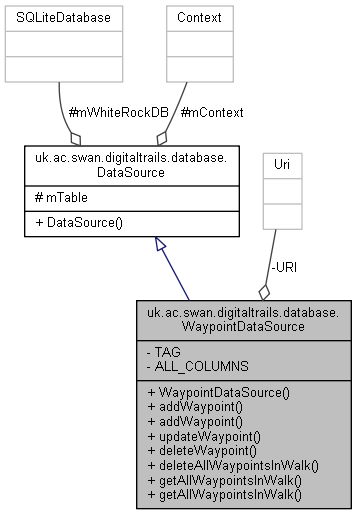 SQLiteDatabase
Context
#mWhiteRockDB
#mContext
uk.ac.swan.digitaltrails.database.
DataSource
# mTable
+ DataSource()
Uri
-URI
uk.ac.swan.digitaltrails.database.
WaypointDataSource
- TAG
- ALL_COLUMNS
+ WaypointDataSource()
+ addWaypoint()
+ addWaypoint()
+ updateWaypoint()
+ deleteWaypoint()
+ deleteAllWaypointsInWalk()
+ getAllWaypointsInWalk()
+ getAllWaypointsInWalk()